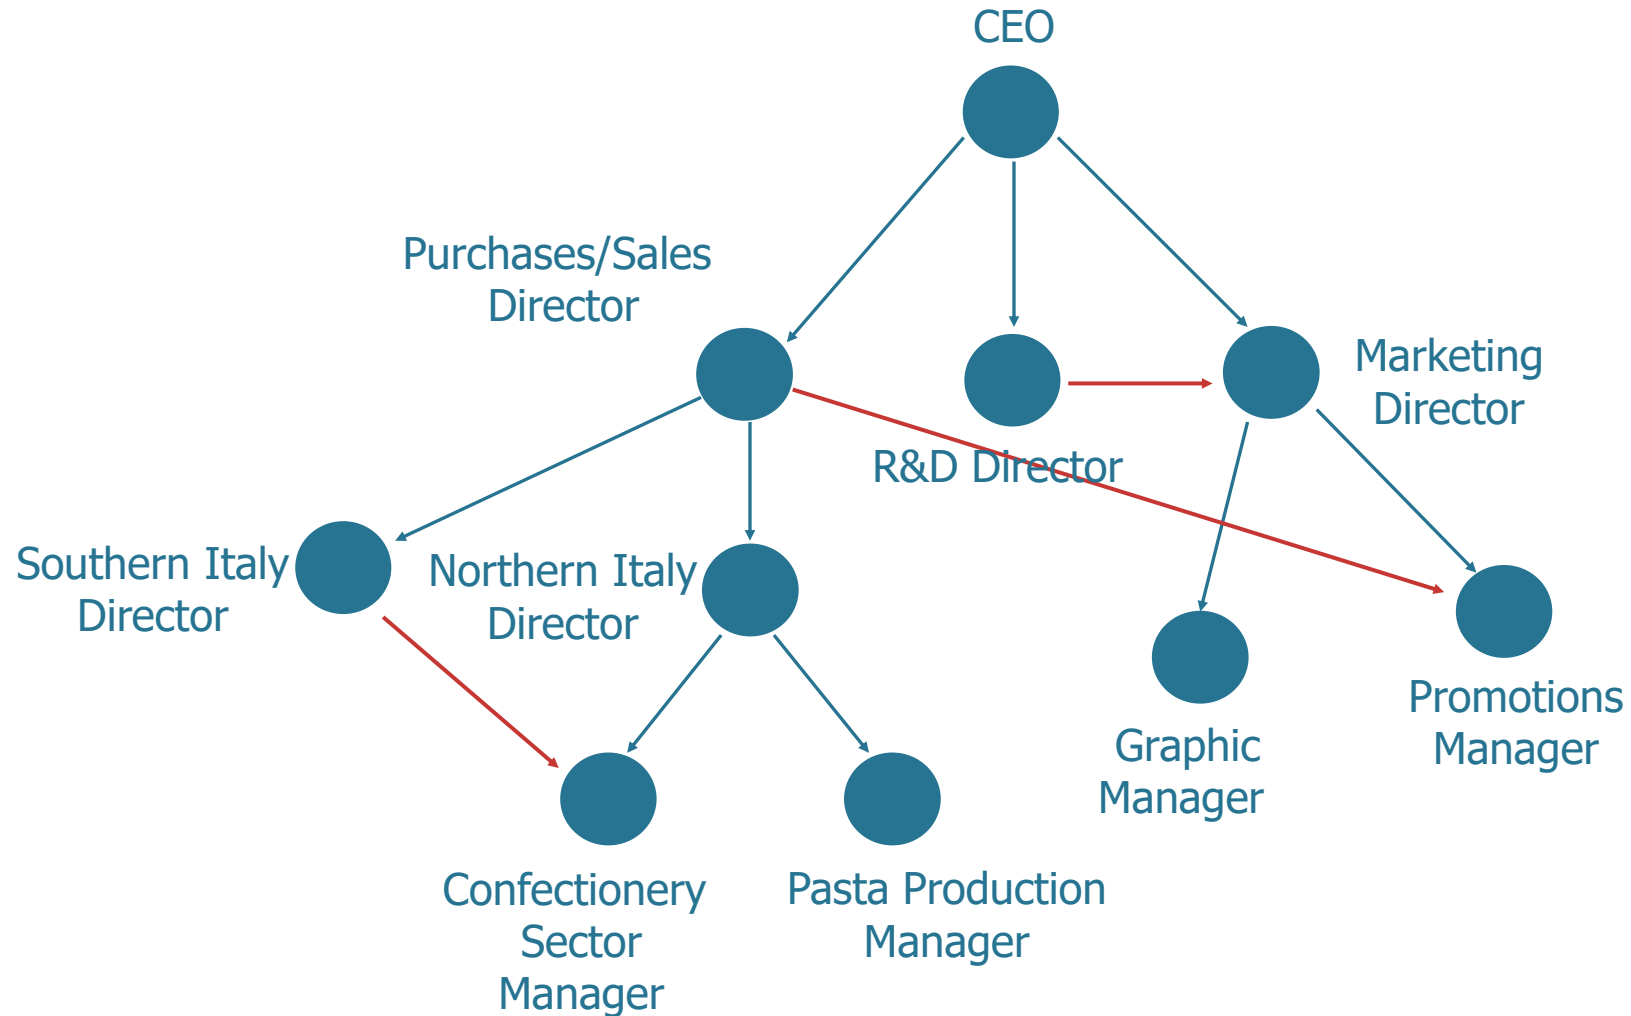 CEO
Purchases/Sales
Director
Marketing
Director
R&D Director
Southern Italy
Director
Northern Italy
Director
Promotions
Manager
Graphic
Manager
Confectionery
Sector
Manager
Pasta Production
Manager